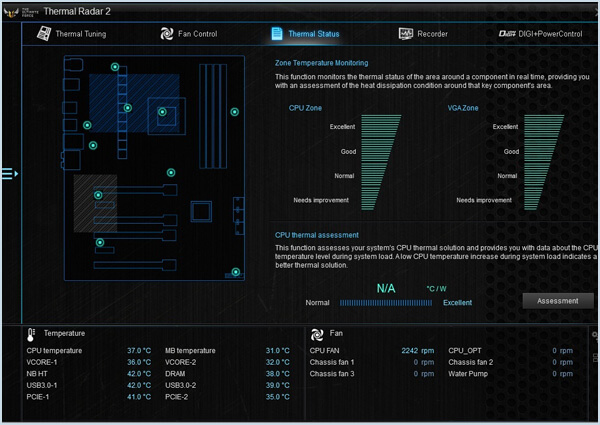 THE ULTIMATE FORCE
Thermal Radar 2
Thermal Tuning
Fan Control
Thermal Status
Recorder
DIGI+ DIGI+PowerControl
Zone Temperature Monitoring
This function monitors the thermal status of the area around a component in real time, providing you
with an assessment of the heat dissipation condition around that key component's area.
CPU Zone
VGA Zone
Excellent
Good
Normal
Needs improvement
Excellent
Good
Normal
Needs improvement
CPU thermal assessment
This function assesses your system's CPU thermal solution and provides you with data about the CPU
temperature level during system load. A low CPU temperature increase during system load indicates a
better thermal solution.
N/A °C / W
Normal Excellent
Assessment
Temperature
CPU temperature 37.0 °C MB temperature 31.0 °C
VCORE-1 36.0 °C VCORE-2 32.0 °C
NB HT 42.0 °C DRAM 38.0 °C
USB3.0-1 42.0 °C USB3.0-2 39.0 °C
PCIE-1 41.0 °C PCIE-2 35.0 °C
Fan
CPU FAN 2242 rpm CPU_OPT 0 rpm
Chassis fan 1 0 rpm Chassis fan 2 0 rpm
Chassis fan 3 0 rpm Water Pump 0 rpm